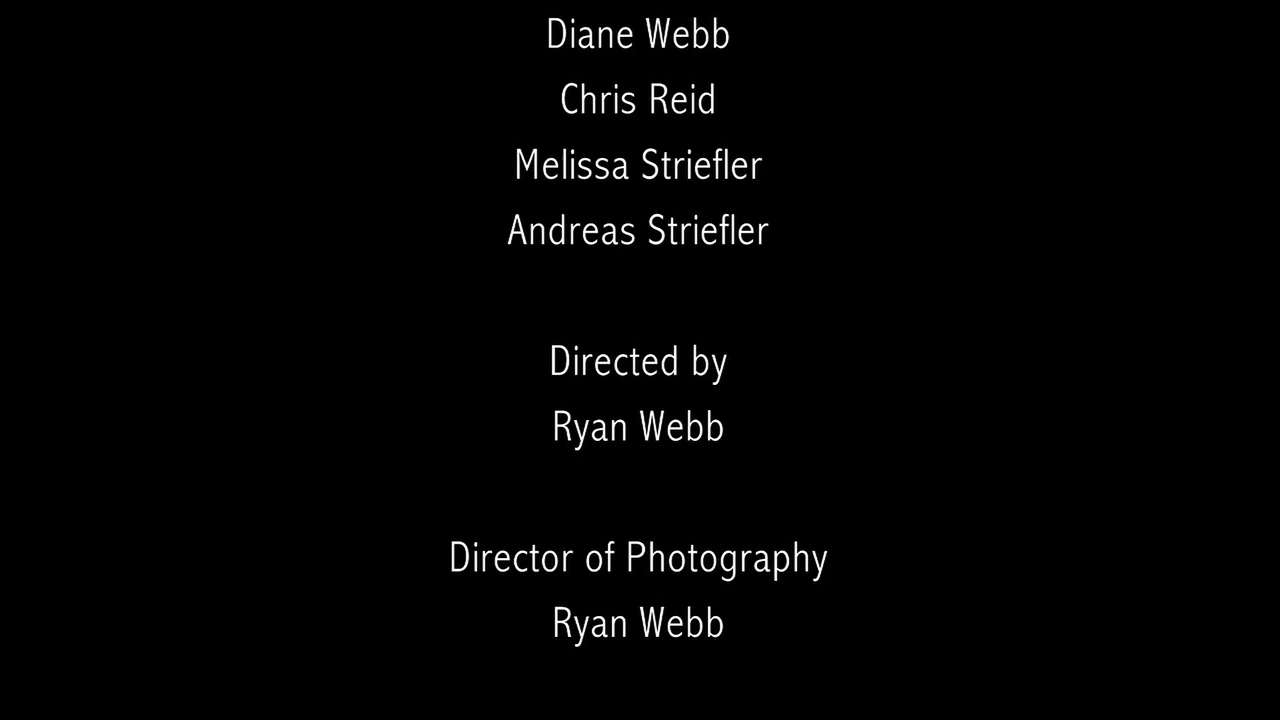 Diane Webb
Chris Reid
Melissa Striefler
Andreas Striefler
Directed by
Ryan Webb
Director of Photography
Ryan Webb